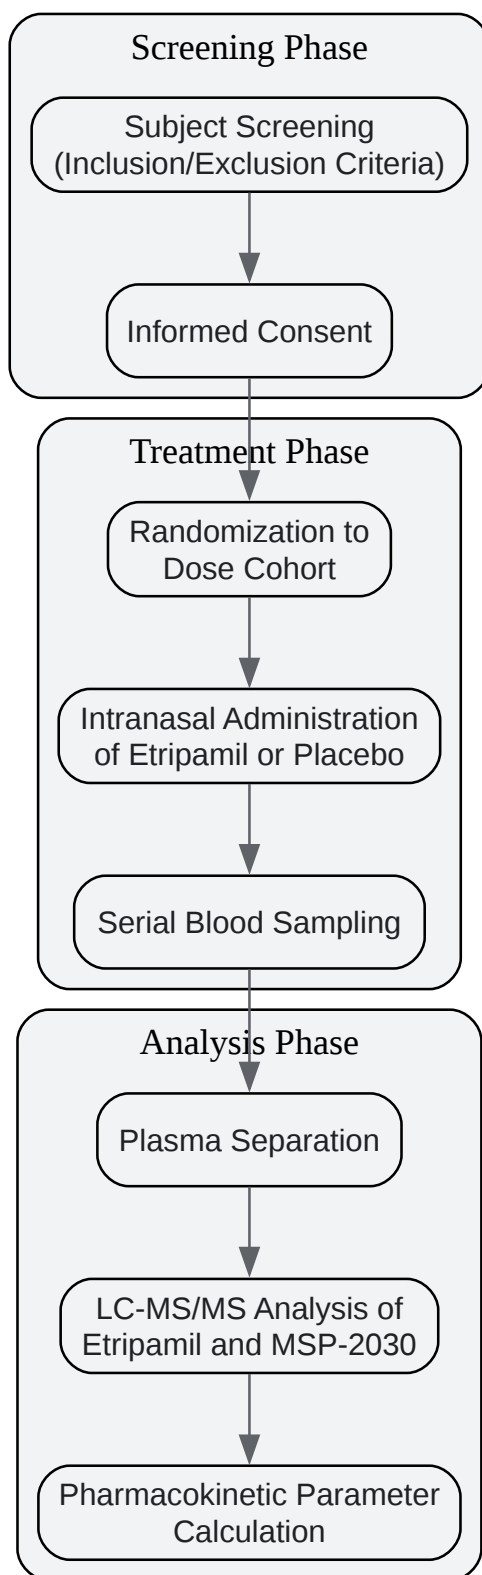 Screening Phase
Subject Screening
(Inclusion/Exclusion Criteria)
Informed Consent
Treatment Phase
Randomization to
Dose Cohort
Intranasal Administration
of Etripamil or Placebo
Serial Blood Sampling
Analysis Phase
Plasma Separation
LC-MS/MS Analysis of
Etripamil and MSP-2030
Pharmacokinetic Parameter
Calculation